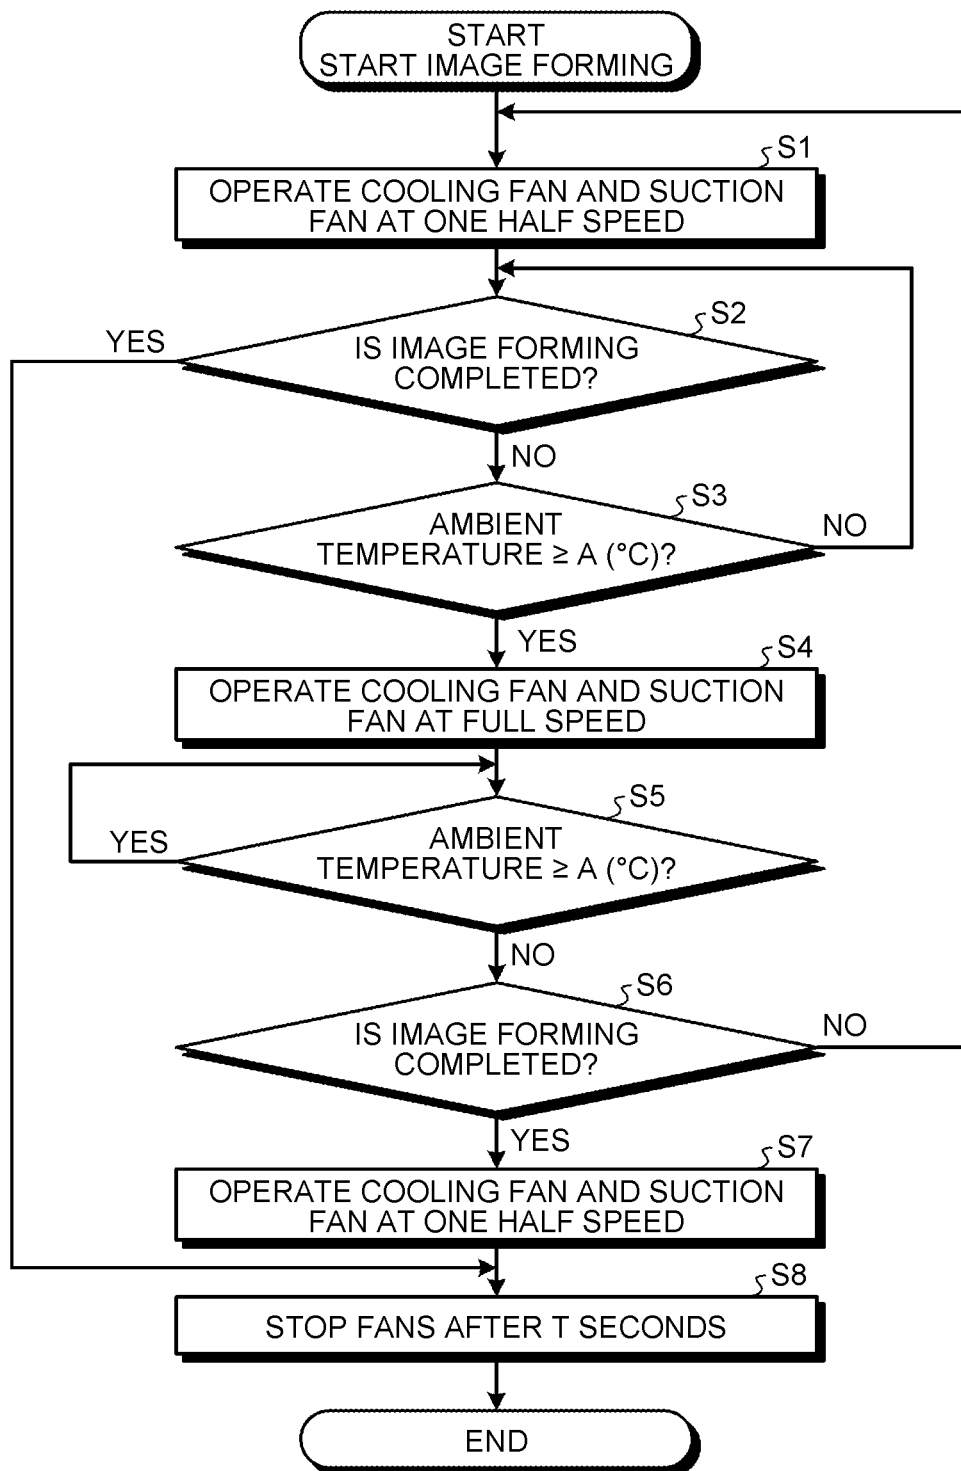 START
START IMAGE FORMING
S1
OPERATE COOLING FAN AND SUCTION
FAN AT ONE HALF SPEED
S2
YES
IS IMAGE FORMING
COMPLETED?
NO
S3
AMBIENT
TEMPERATURE ≥ A (°C)?
NO
YES
S4
OPERATE COOLING FAN AND SUCTION
FAN AT FULL SPEED
S5
YES
AMBIENT
TEMPERATURE ≥ A (°C)?
NO
S6
IS IMAGE FORMING
COMPLETED?
NO
YES
S7
OPERATE COOLING FAN AND SUCTION
FAN AT ONE HALF SPEED
S8
STOP FANS AFTER T SECONDS
END